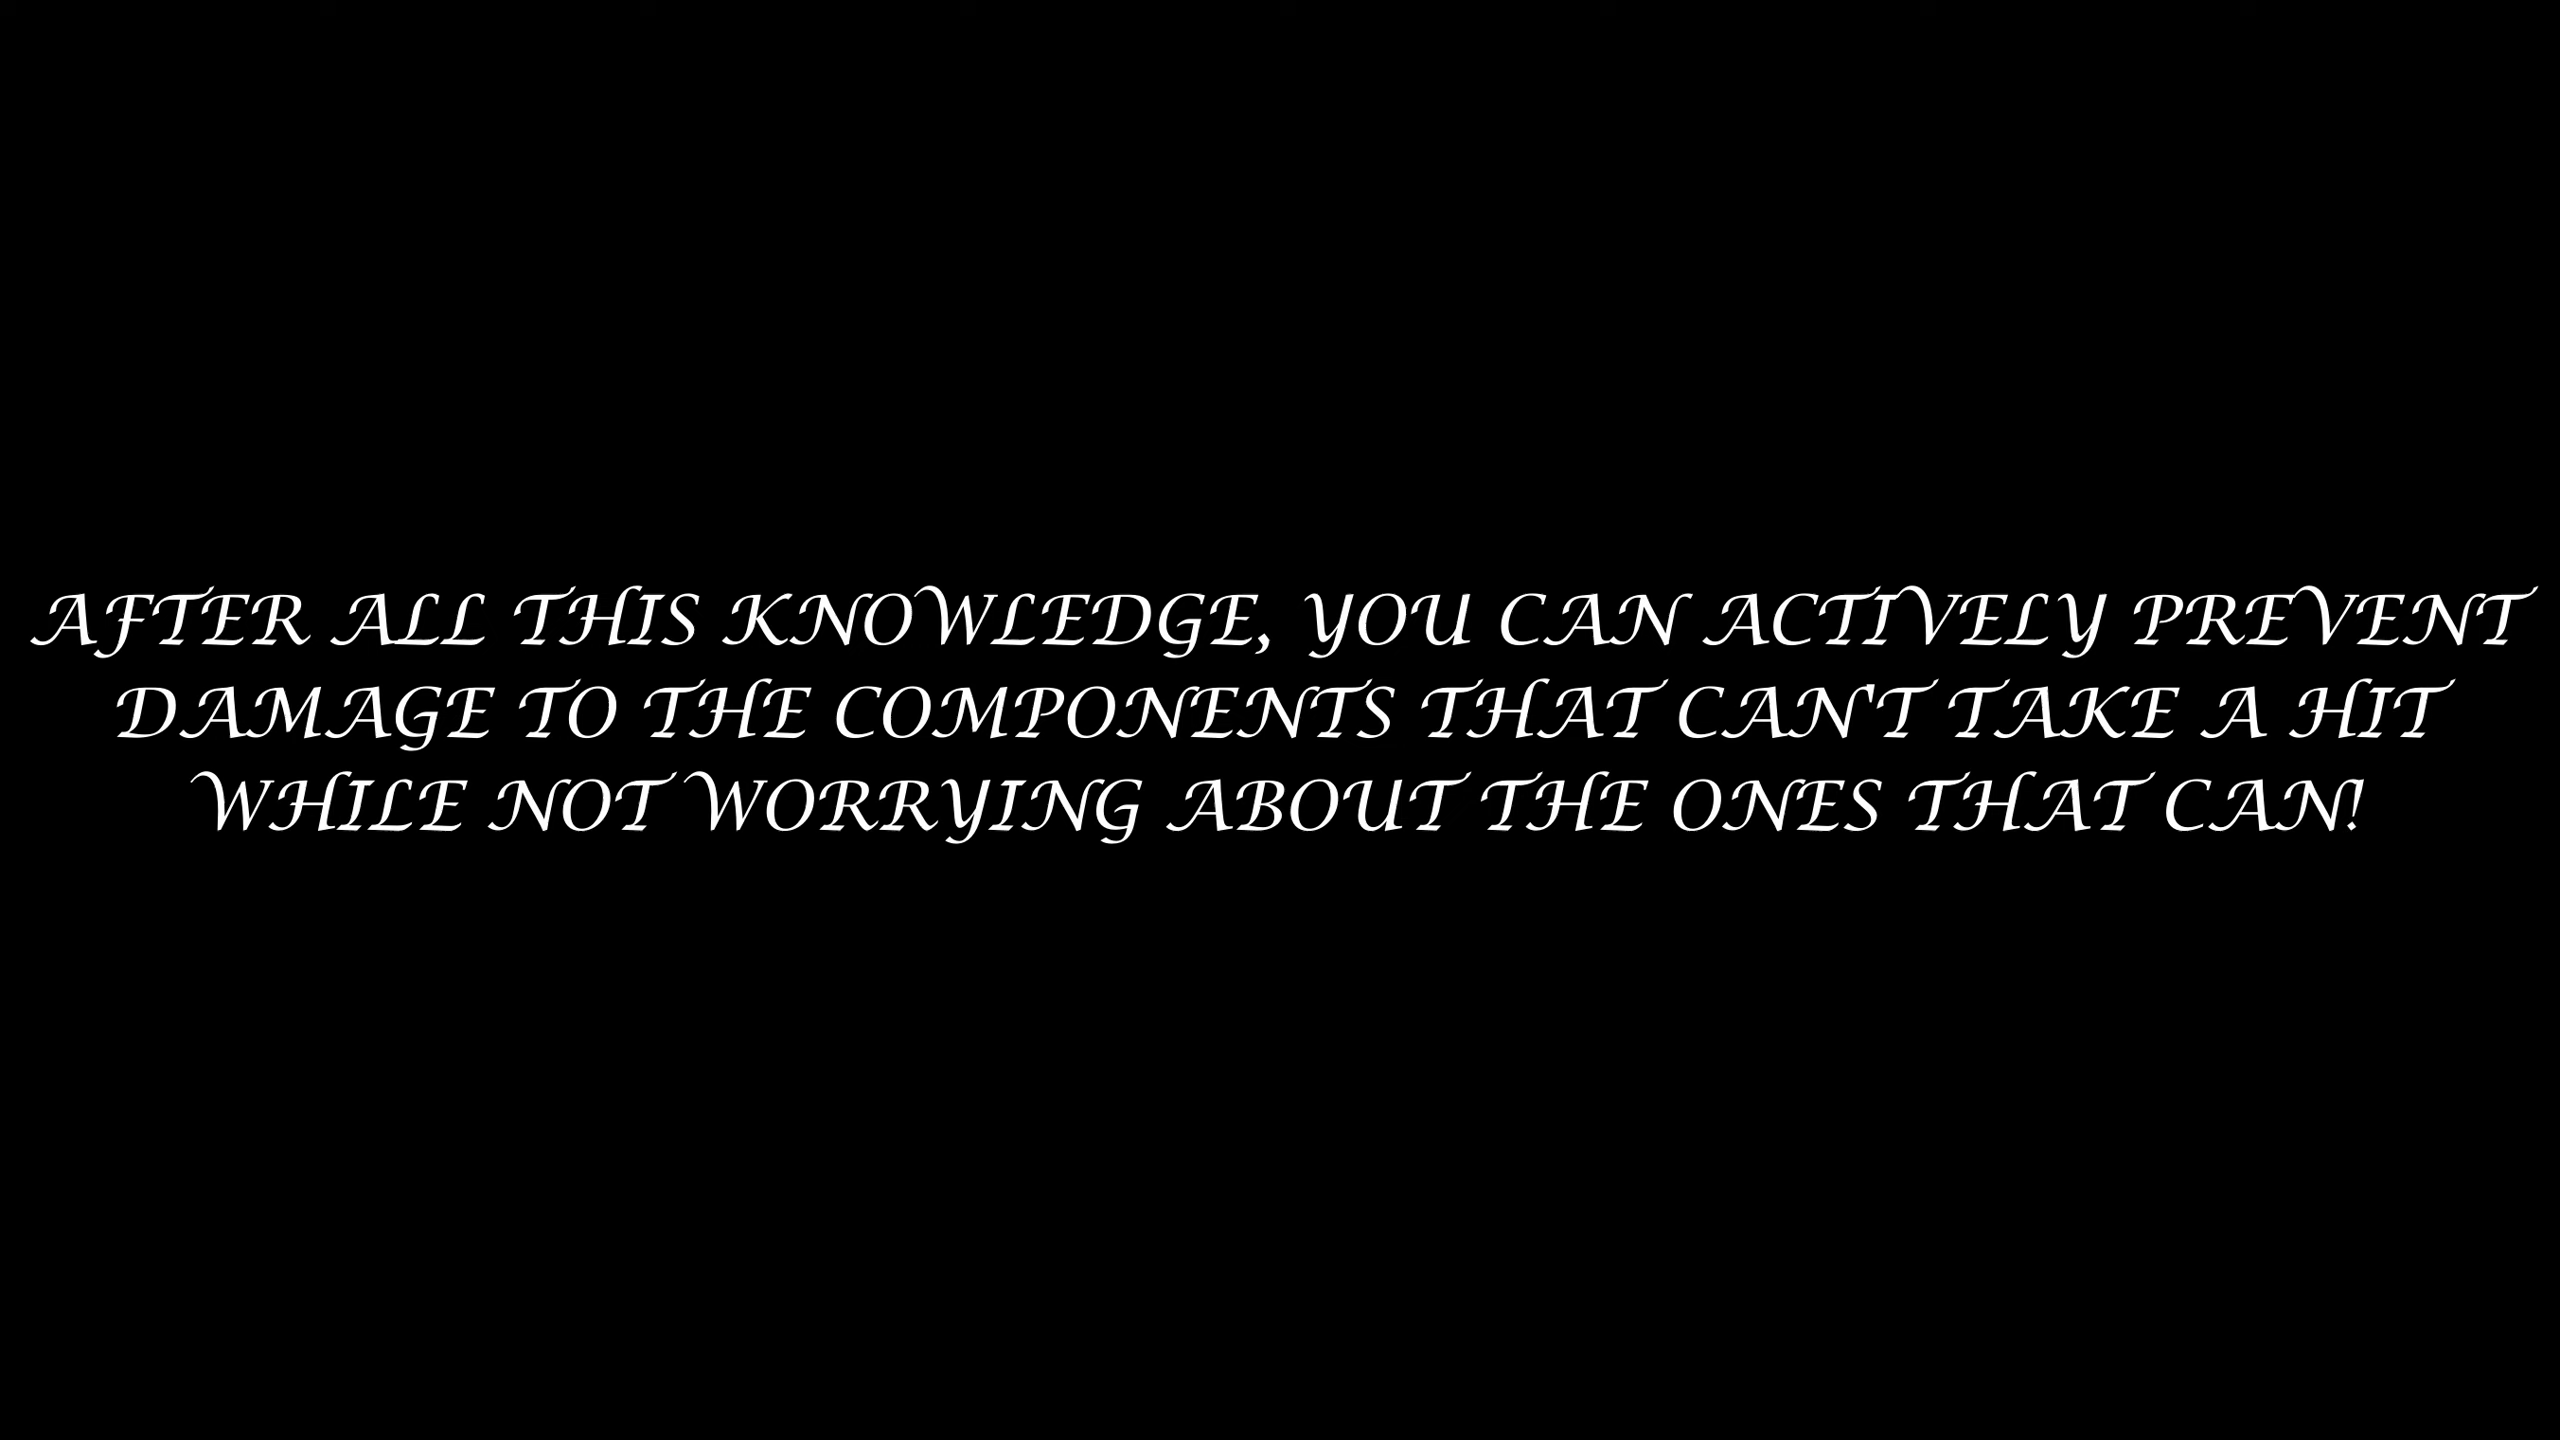 AFTER ALL THIS KNOWLEDGE, YOU CAN ACTIVELY PREVENT
DAMAGE TO THE COMPONENTS THAT CAN'T TAKE A HIT
WHILE NOT WORRYING ABOUT THE ONES THAT CAN!